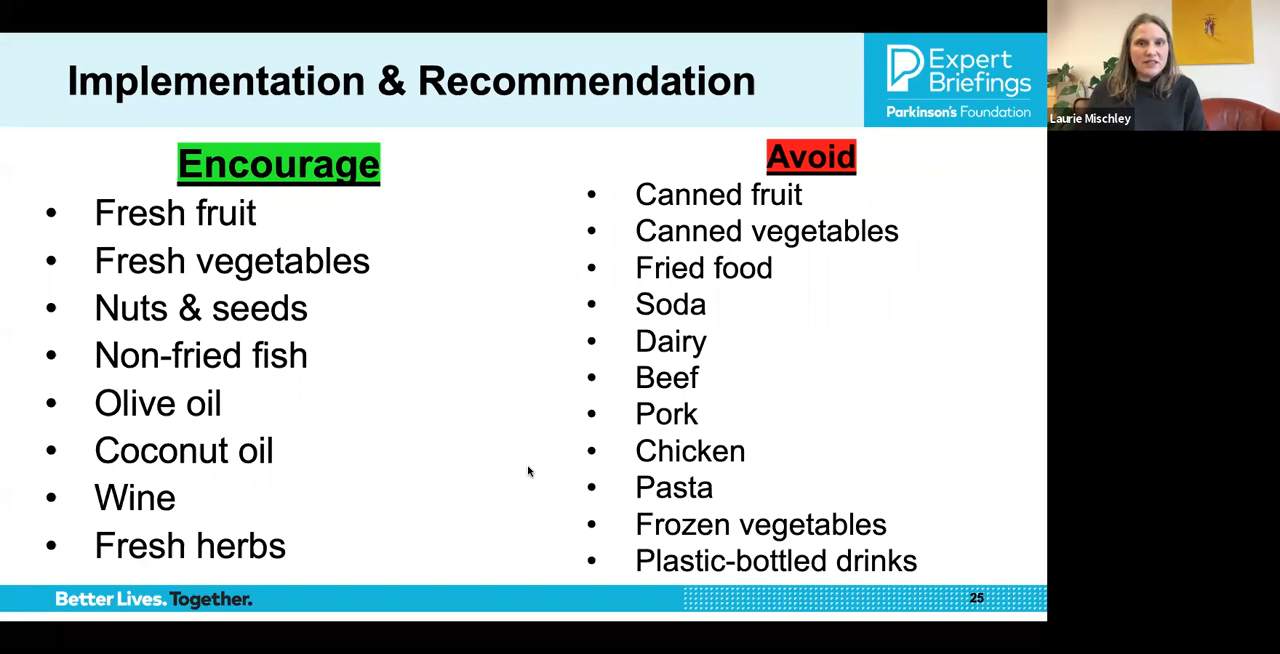 Implementation & Recommendation
Expert
Briefings
Parkinson's Foundation
Laurie Mischley
Encourage
• Fresh fruit
• Fresh vegetables
• Nuts & seeds
• Non-fried fish
• Olive oil
• Coconut oil
• Wine
• Fresh herbs
Avoid
• Canned fruit
• Canned vegetables
• Fried food
• Soda
• Dairy
• Beef
• Pork
• Chicken
• Pasta
• Frozen vegetables
• Plastic-bottled drinks
Better Lives. Together.
25